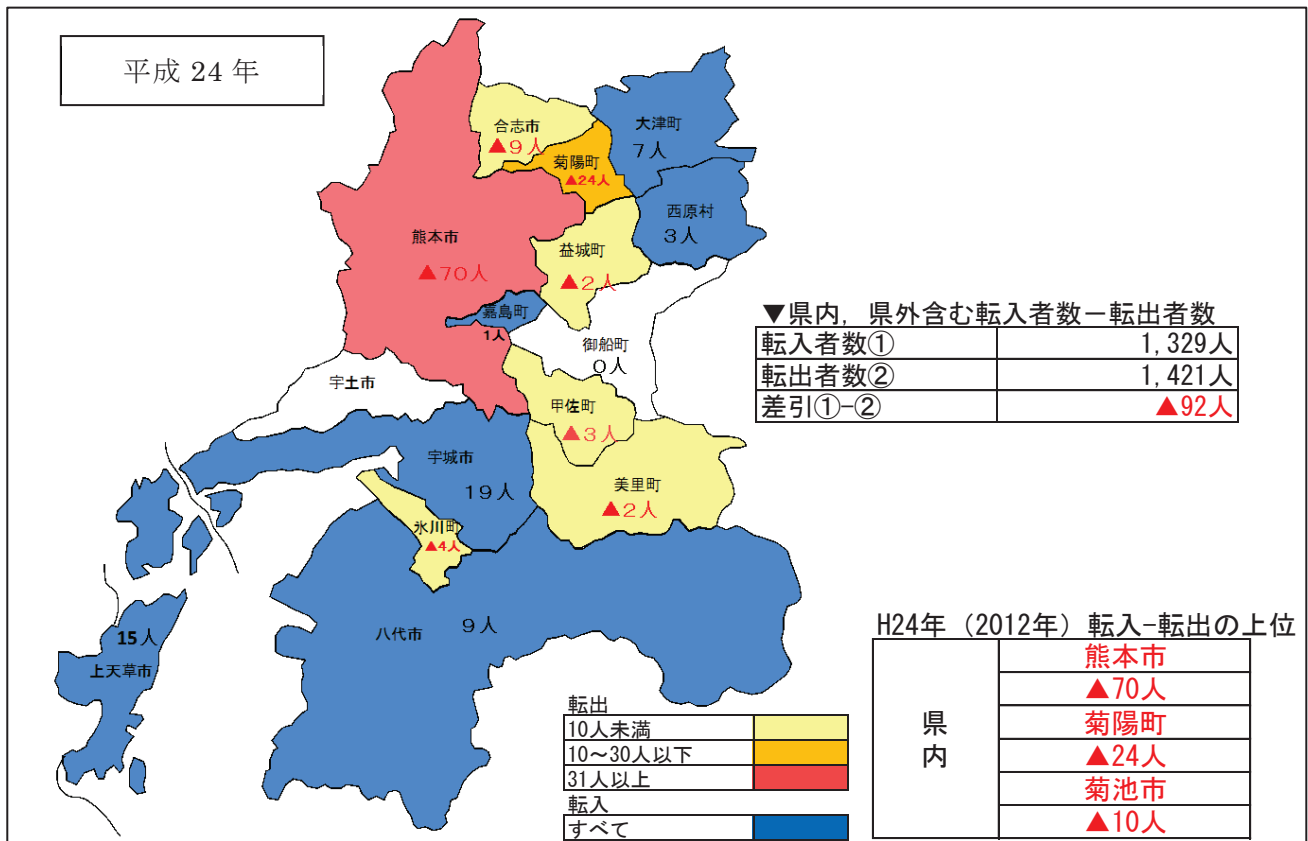 平成 24 年
合志市
▲9人
大津町
7人
菊陽町
▲24人
西原村
3人
熊本市
▲70人
益城町
▲2人
嘉島町
1人
御船町
0人
宇土市
甲佐町
▲3人
宇城市
19人
美里町
▲2人
氷川町
▲4人
八代市
9人
15人
上天草市
▼県内，県外含む転入者数－転出者数
転入者数① 1,329人
転出者数② 1,421人
差引①-② ▲92人
転出
10人未満
10～30人以下
31人以上
転入
すべて
H24年（2012年）転入-転出の上位
県内
熊本市
▲70人
菊陽町
▲24人
菊池市
▲10人